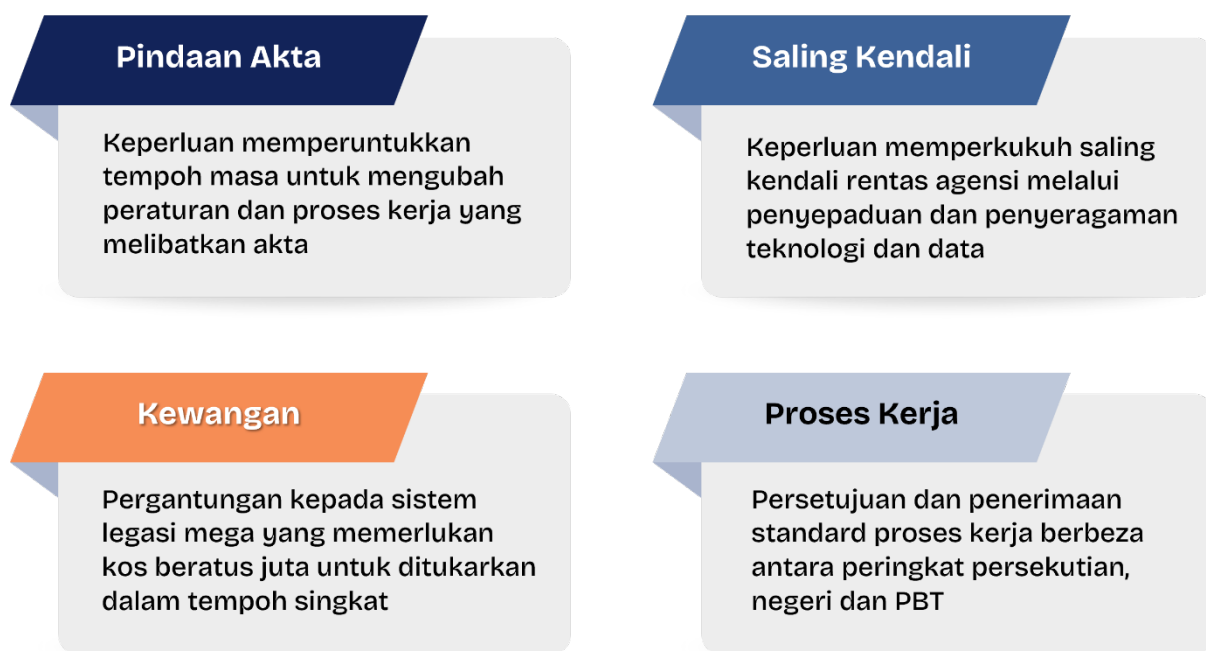 Pindaan Akta
Keperluan memperuntukkan
tempoh masa untuk mengubah
peraturan dan proses kerja yang
melibatkan akta
Saling Kendali
Keperluan memperkukuh saling
kendali rentas agensi melalui
penyepaduan dan penyeragaman
teknologi dan data
Kewangan
Pergantungan kepada sistem
legasi mega yang memerlukan
kos beratus juta untuk ditukarkan
dalam tempoh singkat
Proses Kerja
Persetujuan dan penerimaan
standard proses kerja berbeza
antara peringkat persekutian,
negeri dan PBT